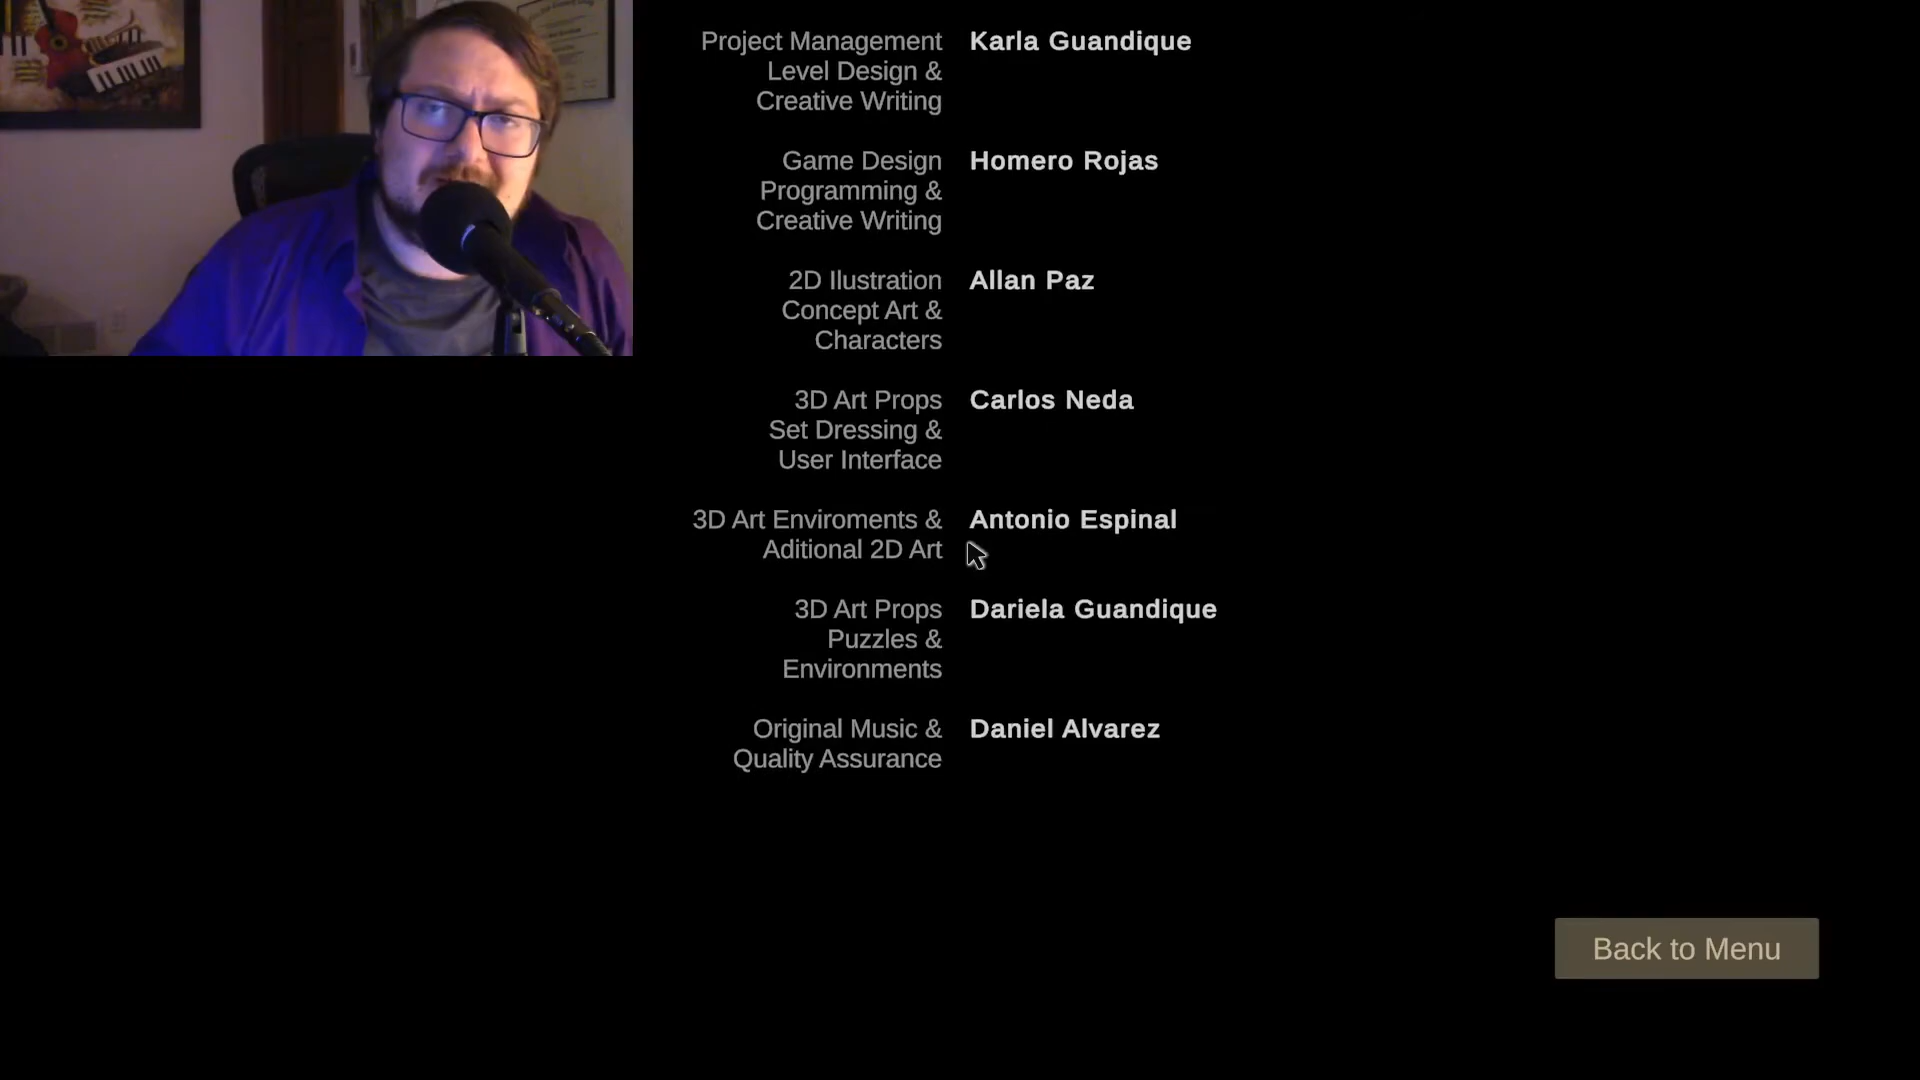 Project Management Karla Guandique
Level Design &
Creative Writing
Game Design Homero Rojas
Programming &
Creative Writing
2D Ilustration Allan Paz
Concept Art &
Characters
3D Art Props Carlos Neda
Set Dressing &
User Interface
3D Art Enviroments & Antonio Espinal
Aditional 2D Art
3D Art Props Dariela Guandique
Puzzles &
Environments
Original Music & Daniel Alvarez
Quality Assurance
Back to Menu